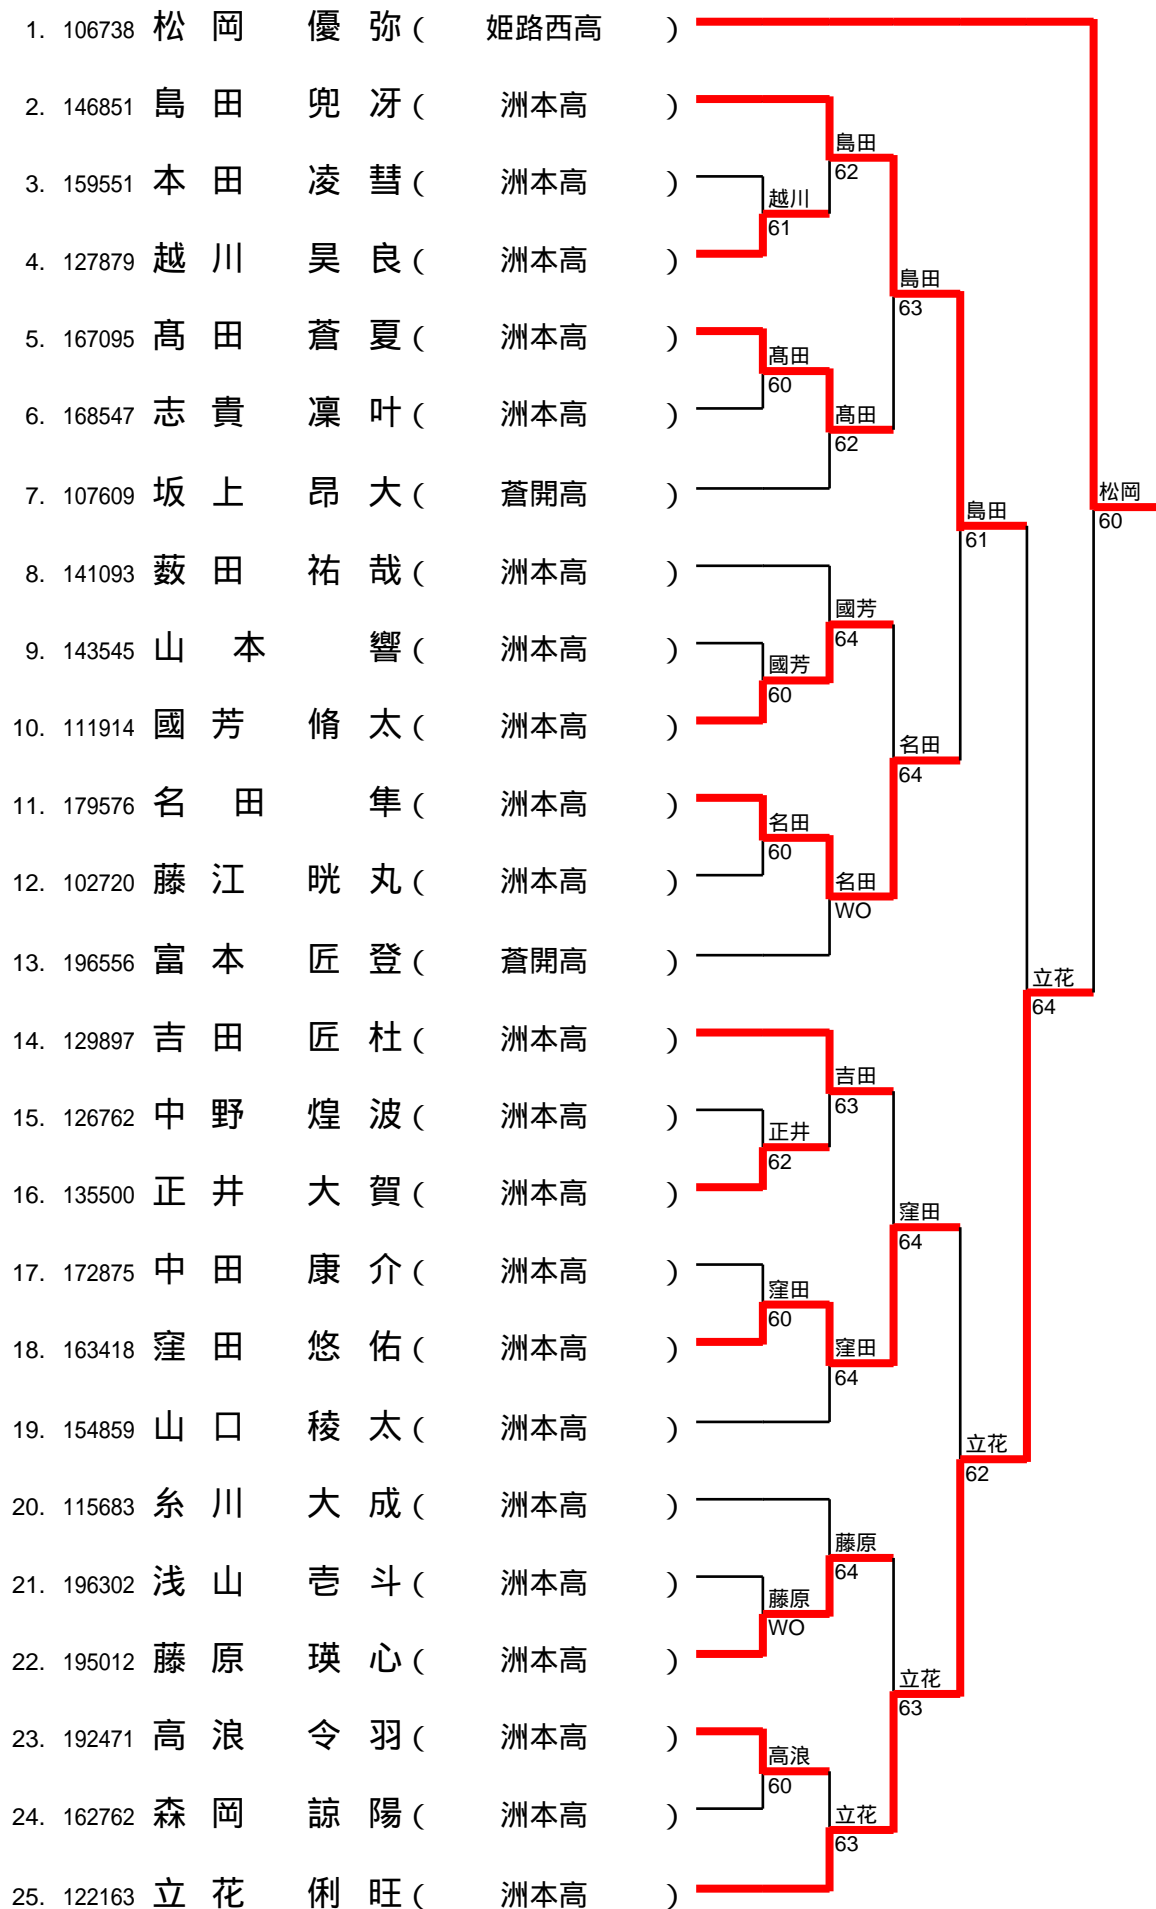 1. 106738 松岡 優弥 ( 姫路西高 )
2. 146851 島田 兜冴 ( 洲本高 )
島田
62
3. 159551 本田 凌彗 ( 洲本高 )
越川
61
4. 127879 越川 昊良 ( 洲本高 )
島田
63
5. 167095 髙田 蒼夏 ( 洲本高 )
髙田
60
6. 168547 志貴 凜叶 ( 洲本高 )
髙田
62
7. 107609 坂上 昂大 ( 蒼開高 )
松岡
60
島田
61
8. 141093 薮田 祐哉 ( 洲本高 )
國芳
64
9. 143545 山本 響 ( 洲本高 )
國芳
60
10. 111914 國芳 脩太 ( 洲本高 )
名田
64
11. 179576 名田 隼 ( 洲本高 )
名田
60
12. 102720 藤江 晄丸 ( 洲本高 )
名田
WO
13. 196556 富本 匠登 ( 蒼開高 )
立花
64
14. 129897 吉田 匠杜 ( 洲本高 )
吉田
63
15. 126762 中野 煌波 ( 洲本高 )
正井
62
16. 135500 正井 大賀 ( 洲本高 )
窪田
64
17. 172875 中田 康介 ( 洲本高 )
窪田
60
18. 163418 窪田 悠佑 ( 洲本高 )
窪田
64
19. 154859 山口 稜太 ( 洲本高 )
立花
62
20. 115683 糸川 大成 ( 洲本高 )
藤原
64
21. 196302 浅山 壱斗 ( 洲本高 )
藤原
WO
22. 195012 藤原 瑛心 ( 洲本高 )
立花
63
23. 192471 高浪 令羽 ( 洲本高 )
高浪
60
24. 162762 森岡 諒陽 ( 洲本高 )
立花
63
25. 122163 立花 俐旺 ( 洲本高 )